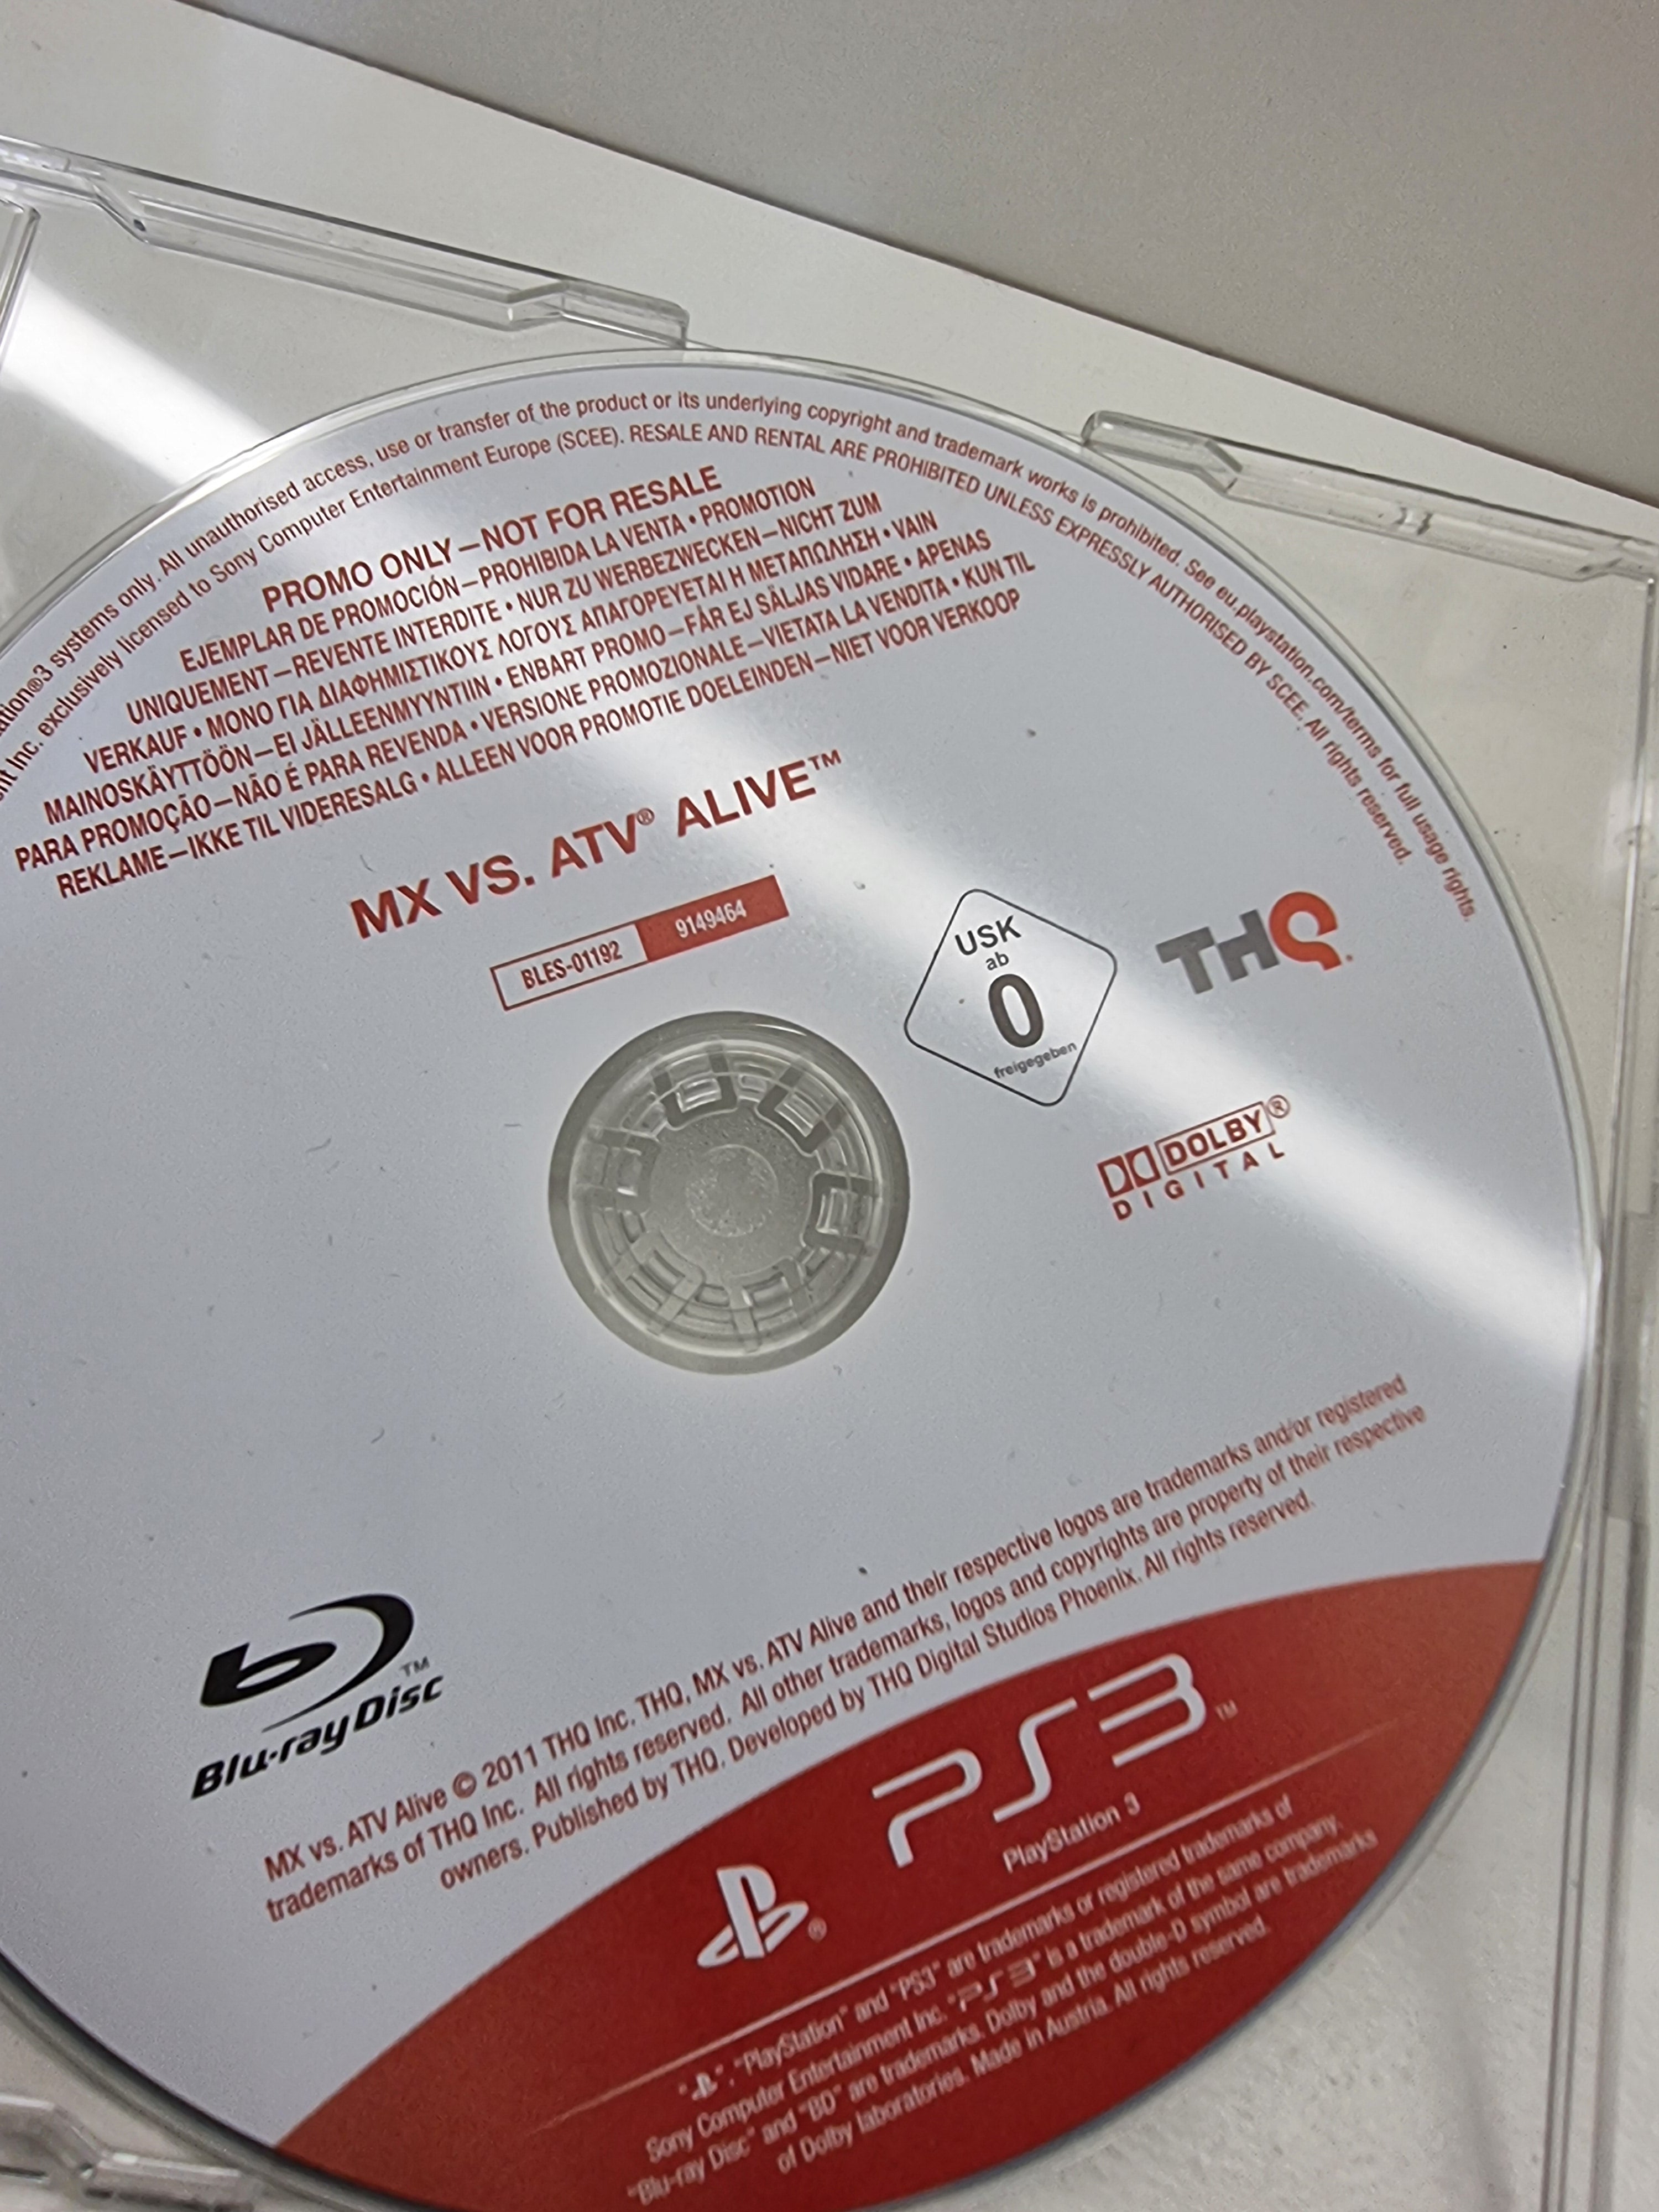 ation®3 systems only. All unauthorised access, use or transfer of the product or its underlying copyright and trademark works is prohibited. See eu.playstation.com/terms for full usage rights.
nt Inc. exclusively licensed to Sony Computer Entertainment Europe (SCEE). RESALE AND RENTAL ARE PROHIBITED UNLESS EXPRESSLY AUTHORISED BY SCEE. All rights reserved.
PROMO ONLY–NOT FOR RESALE
EJEMPLAR DE PROMOCIÓN–PROHIBIDA LA VENTA • PROMOTION
UNIQUEMENT–REVENTE INTERDITE • NUR ZU WERBEZWECKEN–NICHT ZUM
VERKAUF • ΜΟΝΟ ΓΙΑ ΔΙΑΦΗΜΙΣΤΙΚΟΥΣ ΛΟΓΟΥΣ ΑΠΑΓΟΡΕΥΕΤΑΙ Η ΜΕΤΑΠΩΛΗΣΗ • VAIN
MAINOSKÄYTTÖÖN–EI JÄLLEENMYYNTIIN • ENBART PROMO–FÅR EJ SÄLJAS VIDARE • APENAS
PARA PROMOÇÃO–NÃO É PARA REVENDA • VERSIONE PROMOZIONALE–VIETATA LA VENDITA • KUN TIL
REKLAME–IKKE TIL VIDERESALG • ALLEEN VOOR PROMOTIE DOELEINDEN–NIET VOOR VERKOOP
MX VS. ATV® ALIVE™
BLES-01192 9149464
USK
ab
0
freigegeben
THQ
DOLBY®
DIGITAL
Blu-ray Disc™
MX vs. ATV Alive © 2011 THQ Inc. THQ, MX vs. ATV Alive and their respective logos are trademarks and/or registered
trademarks of THQ Inc. All rights reserved. All other trademarks, logos and copyrights are property of their respective
owners. Published by THQ. Developed by THQ Digital Studios Phoenix. All rights reserved.
PS3™
PlayStation 3
®
" ", "PlayStation" and "PS3" are trademarks or registered trademarks of
Sony Computer Entertainment Inc. "PS3" is a trademark of the same company.
"Blu-ray Disc" and "BD" are trademarks. Dolby and the double-D symbol are trademarks
of Dolby laboratories. Made in Austria. All rights reserved.